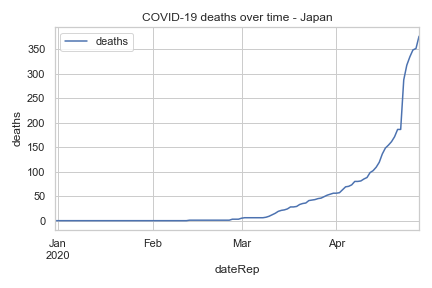 COVID-19 deaths over time - Japan
deaths
350
300
250
200
150
100
50
0
deaths
Jan
2020
Feb
Mar
Apr
dateRep